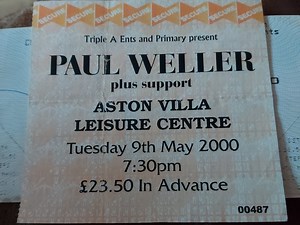 Triple A Ents and Primary present
PAUL WELLER
plus support
ASTON VILLA
LEISURE CENTRE
Tuesday 9th May 2000
7:30pm
£23.50 In Advance
00487